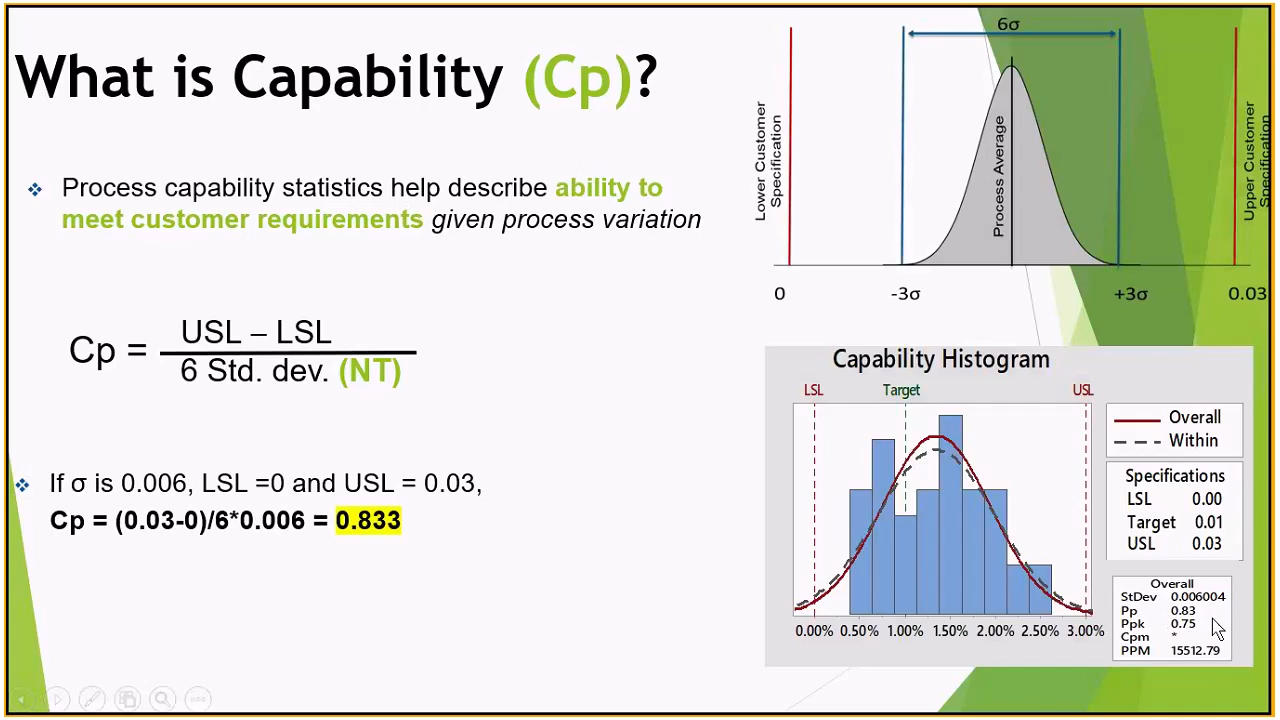 What is Capability (Cp)?
Process capability statistics help describe ability to
meet customer requirements given process variation
Cp =
USL – LSL
6 Std. dev. (NT)
If σ is 0.006, LSL =0 and USL = 0.03,
Cp = (0.03-0)/6*0.006 = 0.833
6σ
Lower Customer
Specification
Process Average
Upper Customer
Specification
0
-3σ
+3σ
0.03
Capability Histogram
LSL
Target
USL
0.00%
0.50%
1.00%
1.50%
2.00%
2.50%
3.00%
Overall
Within
Specifications
LSL 0.00
Target 0.01
USL 0.03
Overall
StDev 0.006004
Pp 0.83
Ppk 0.75
Cpm *
PPM 15512.79